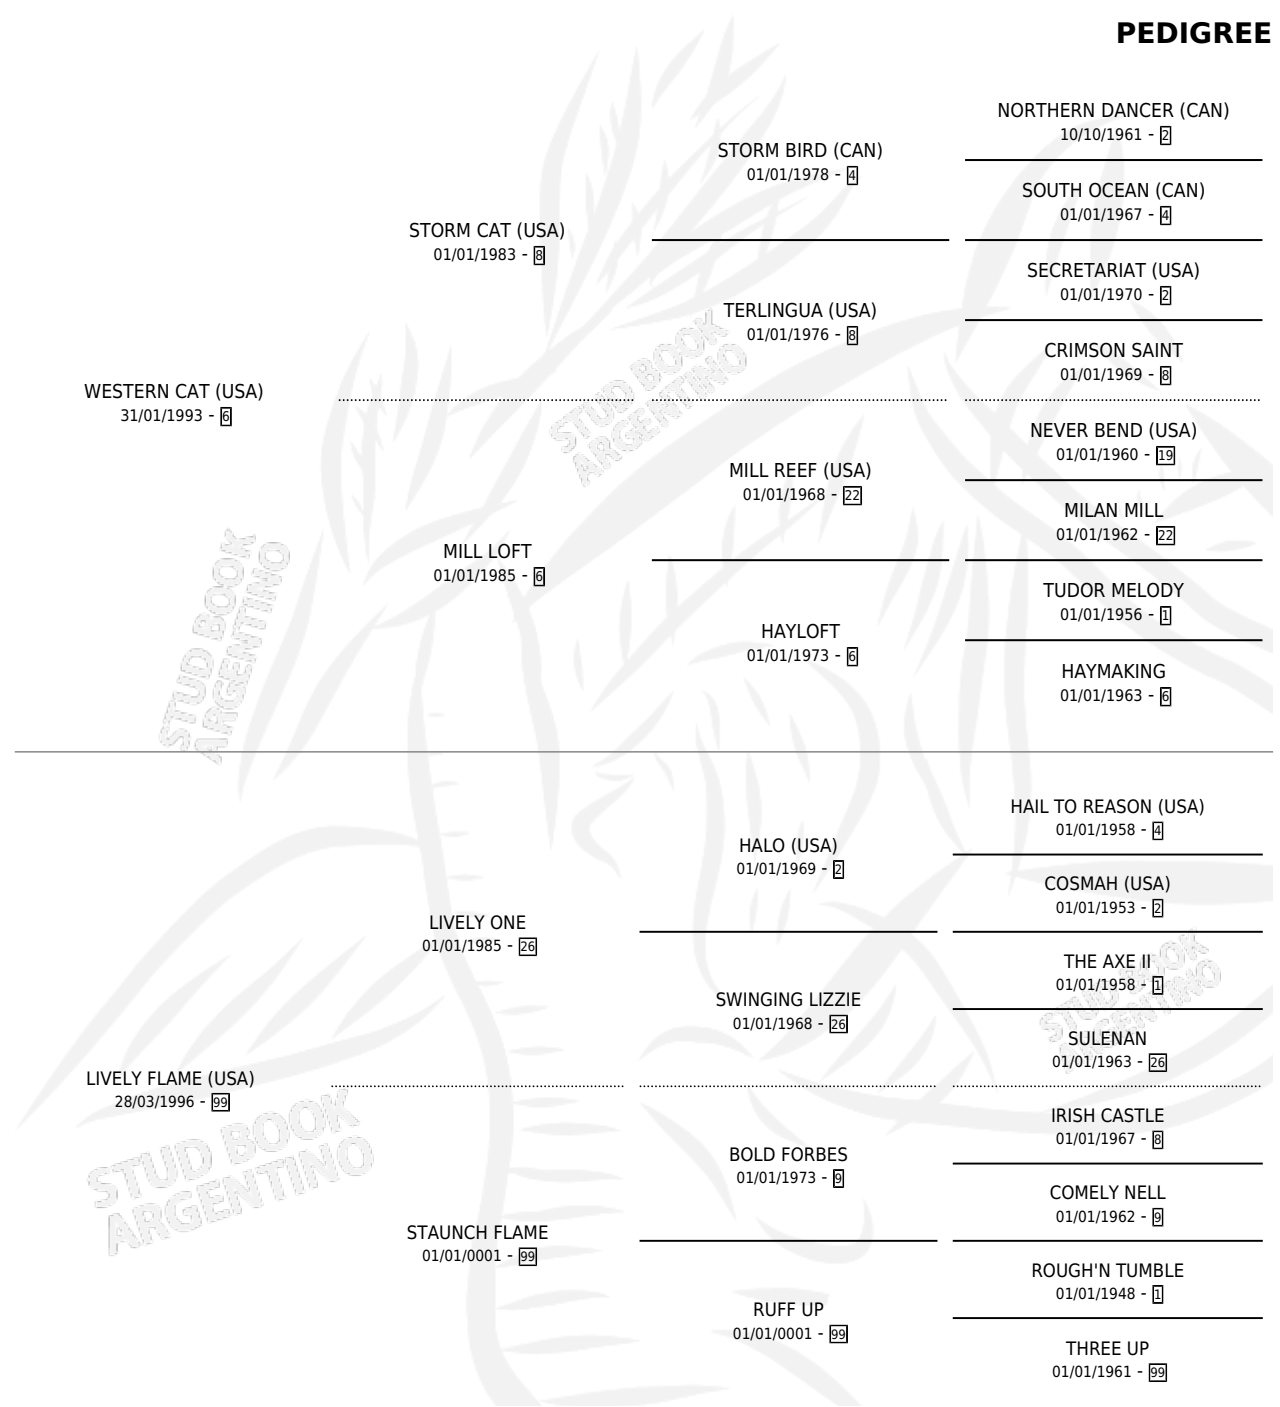 PEDIGREE
NORTHERN DANCER (CAN)
10/10/1961 - 2
STORM BIRD (CAN)
01/01/1978 - 4
SOUTH OCEAN (CAN)
01/01/1967 - 4
STORM CAT (USA)
01/01/1983 - 8
SECRETARIAT (USA)
01/01/1970 - 2
TERLINGUA (USA)
01/01/1976 - 8
CRIMSON SAINT
01/01/1969 - 8
WESTERN CAT (USA)
31/01/1993 - 6
STUD BOOK
ARGENTINO
NEVER BEND (USA)
01/01/1960 - 19
MILL REEF (USA)
01/01/1968 - 22
MILAN MILL
01/01/1962 - 22
MILL LOFT
01/01/1985 - 6
TUDOR MELODY
01/01/1956 - 1
HAYLOFT
01/01/1973 - 6
HAYMAKING
01/01/1963 - 6
STUD BOOK
ARGENTINO
HAIL TO REASON (USA)
01/01/1958 - 4
HALO (USA)
01/01/1969 - 2
COSMAH (USA)
01/01/1953 - 2
LIVELY ONE
01/01/1985 - 26
THE AXE II
01/01/1958 - 1
SWINGING LIZZIE
01/01/1968 - 26
STUD BOOK
ARGENTINO
SULENAN
01/01/1963 - 26
LIVELY FLAME (USA)
28/03/1996 - 99
IRISH CASTLE
01/01/1967 - 8
BOLD FORBES
01/01/1973 - 9
STUD BOOK
ARGENTINO
COMELY NELL
01/01/1962 - 9
STAUNCH FLAME
01/01/0001 - 99
ROUGH'N TUMBLE
01/01/1948 - 1
RUFF UP
01/01/0001 - 99
THREE UP
01/01/1961 - 99